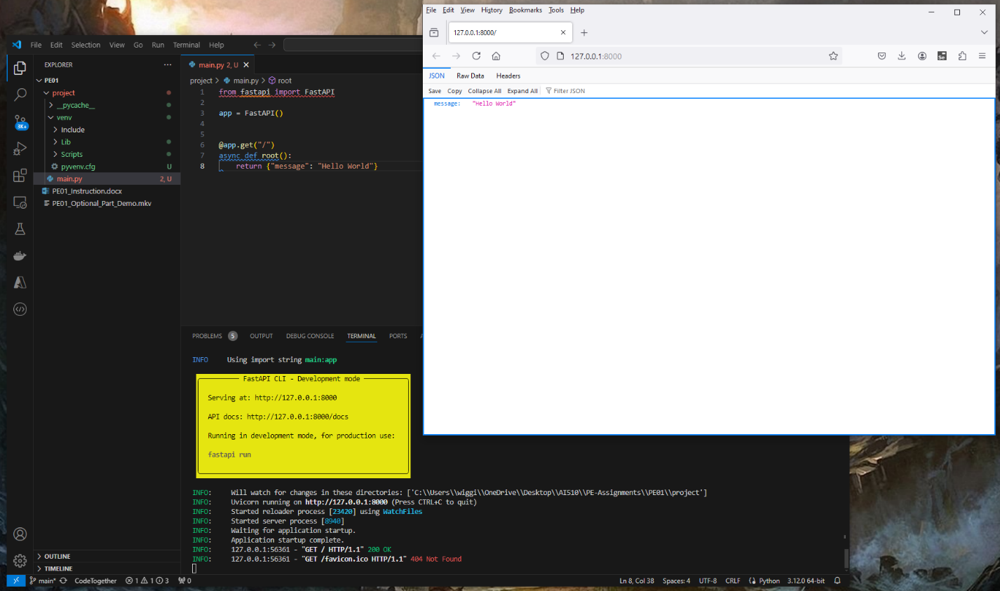 File Edit Selection View Go Run Terminal Help
EXPLORER
PE01
project
__pycache__
venv
Include
Lib
Scripts
pyvenv.cfg U
main.py 2, U
PE01_Instruction.docx
PE01_Optional_Part_Demo.mkv
OUTLINE
TIMELINE
3K+
main.py 2, U
project > main.py > root
1 from fastapi import FastAPI
2
3 app = FastAPI()
4
5
6 @app.get("/")
7 async def root():
8 return {"message": "Hello World"}
PROBLEMS 5 OUTPUT DEBUG CONSOLE TERMINAL PORTS
INFO Using import string main:app
FastAPI CLI - Development mode
Serving at: http://127.0.0.1:8000
API docs: http://127.0.0.1:8000/docs
Running in development mode, for production use:
fastapi run
INFO: Will watch for changes in these directories: ['C:\\Users\\wiggi\\OneDrive\\Desktop\\AI510\\PE-Assignments\\PE01\\project']
INFO: Uvicorn running on http://127.0.0.1:8000 (Press CTRL+C to quit)
INFO: Started reloader process [23420] using WatchFiles
INFO: Started server process [8940]
INFO: Waiting for application startup.
INFO: Application startup complete.
INFO: 127.0.0.1:56361 - "GET / HTTP/1.1" 200 OK
INFO: 127.0.0.1:56361 - "GET /favicon.ico HTTP/1.1" 404 Not Found
main* CodeTogether 1 1 3 0 Ln 8, Col 38 Spaces: 4 UTF-8 CRLF Python 3.12.0 64-bit
File Edit View History Bookmarks Tools Help
127.0.0.1:8000/
127.0.0.1:8000
Se
JSON Raw Data Headers
Save Copy Collapse All Expand All Filter JSON
message: "Hello World"